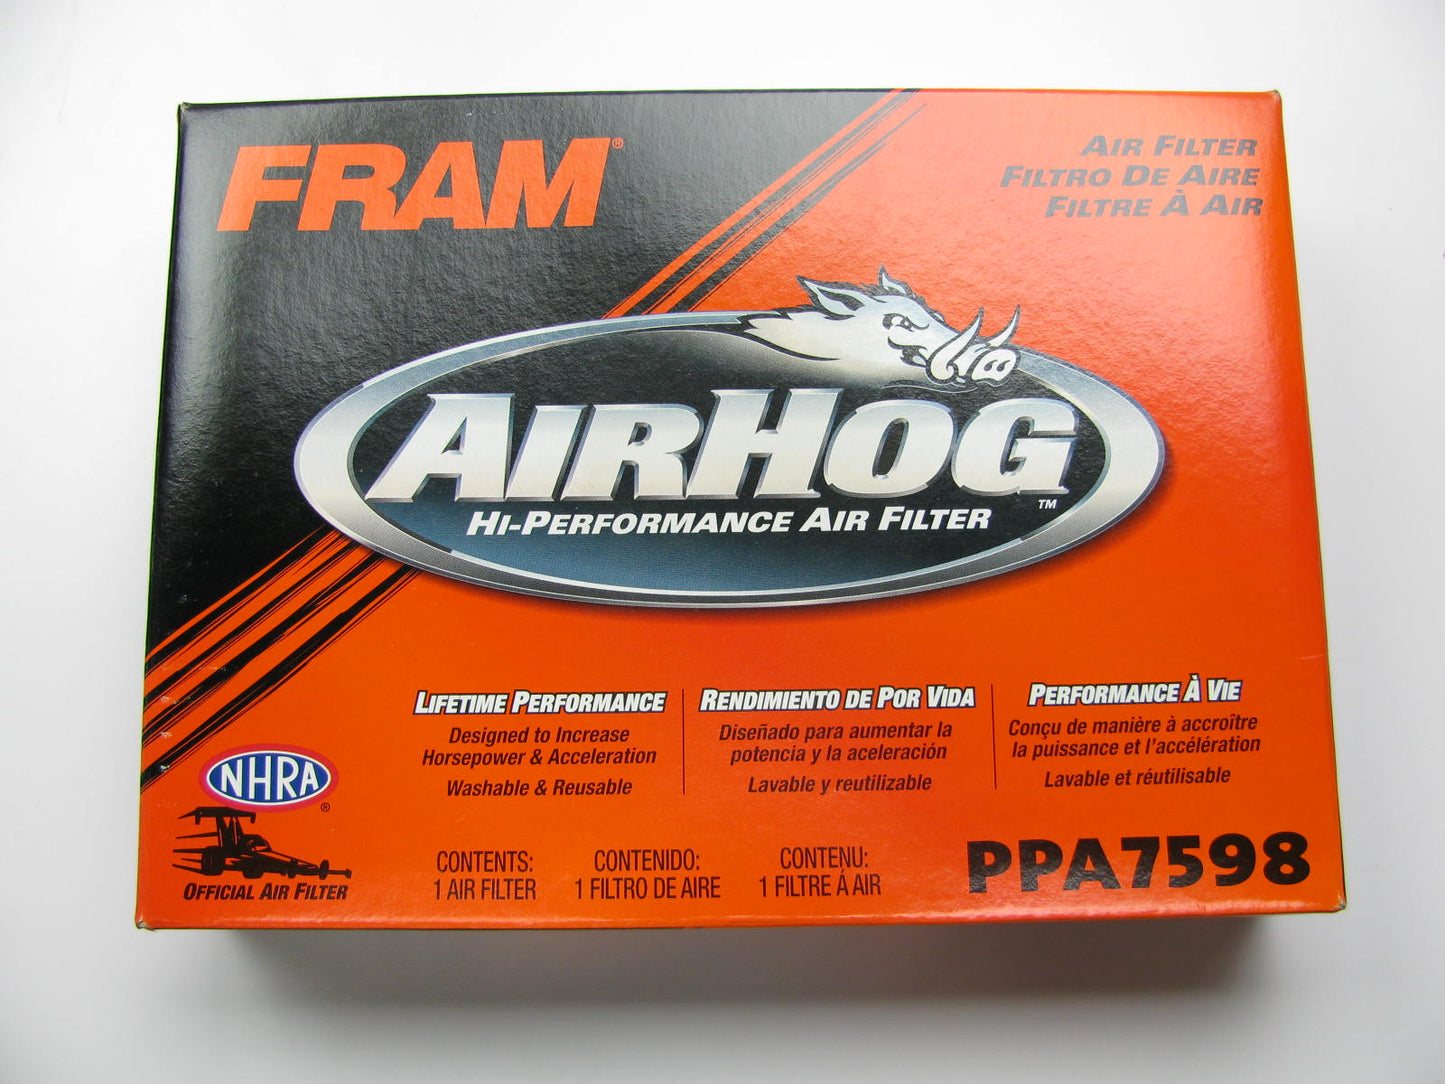 FRAM®
AIR FILTER
FILTRO DE AIRE
FILTRE À AIR
AIRHOG™
HI-PERFORMANCE AIR FILTER
LIFETIME PERFORMANCE
Designed to Increase
Horsepower & Acceleration
Washable & Reusable
RENDIMIENTO DE POR VIDA
Diseñado para aumentar la
potencia y la aceleración
Lavable y reutilizable
PERFORMANCE À VIE
Conçu de manière à accroître
la puissance et l'accélération
Lavable et réutilisable
NHRA®
OFFICIAL AIR FILTER
CONTENTS:
1 AIR FILTER
CONTENIDO:
1 FILTRO DE AIRE
CONTENU:
1 FILTRE Á AIR
PPA7598